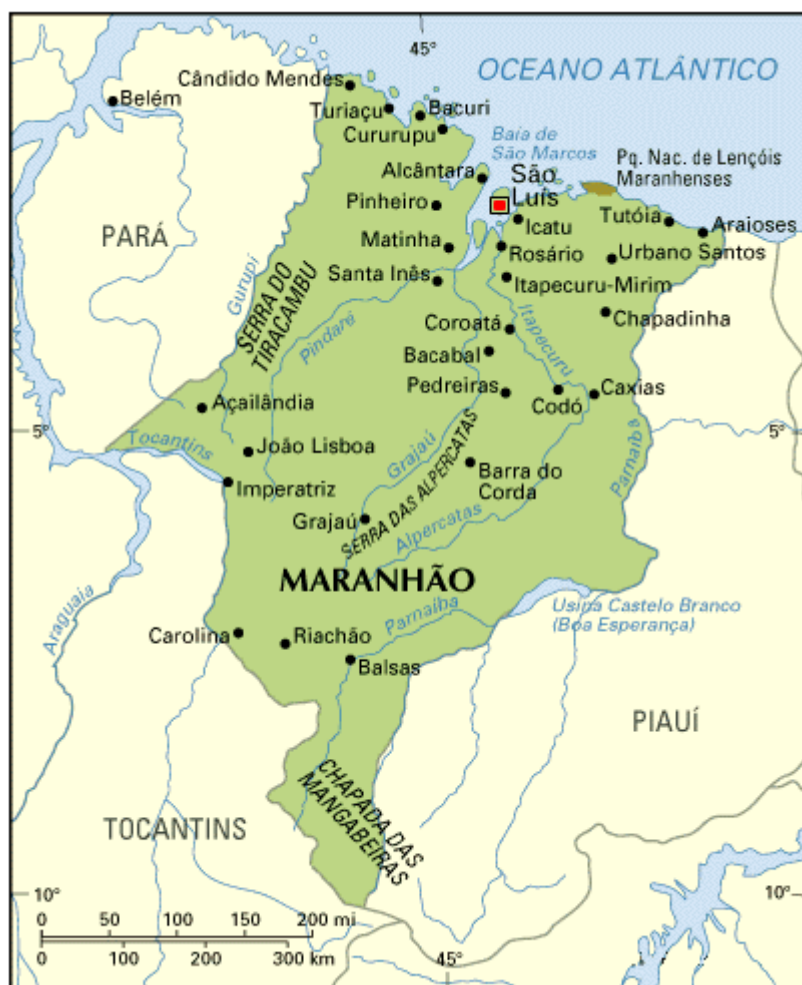 45°
OCEANO ATLÂNTICO
Cândido Mendes
Belém
Turiaçu
Bacuri
Cururupu
Baía de
São Marcos
Pq. Nac. de Lençóis
Maranhenses
Alcântara
São
Luís
Pinheiro
Icatu
Tutóia
Araioses
PARÁ
Matinha
Rosário
Urbano Santos
Gurupí
Santa Inês
Itapecuru-Mirim
SERRA DO
TIRACAMBU
Pindaré
Itapecuru
Chapadinha
Coroatá
Bacabal
Pedreiras
Codó
Caxias
Açailândia
5°
5°
Tocantins
João Lisboa
Grajaú
SERRA DAS ALPERCATAS
Barra do
Corda
Parnaíba
Imperatriz
Grajaú
Alpercatas
MARANHÃO
Araguaia
Parnaíba
Usina Castelo Branco
(Boa Esperança)
Carolina
Riachão
Balsas
PIAUÍ
CHAPADA DAS
MANGABEIRAS
TOCANTINS
10°
10°
0 50 100 150 200 mi
0 100 200 300 km
45°